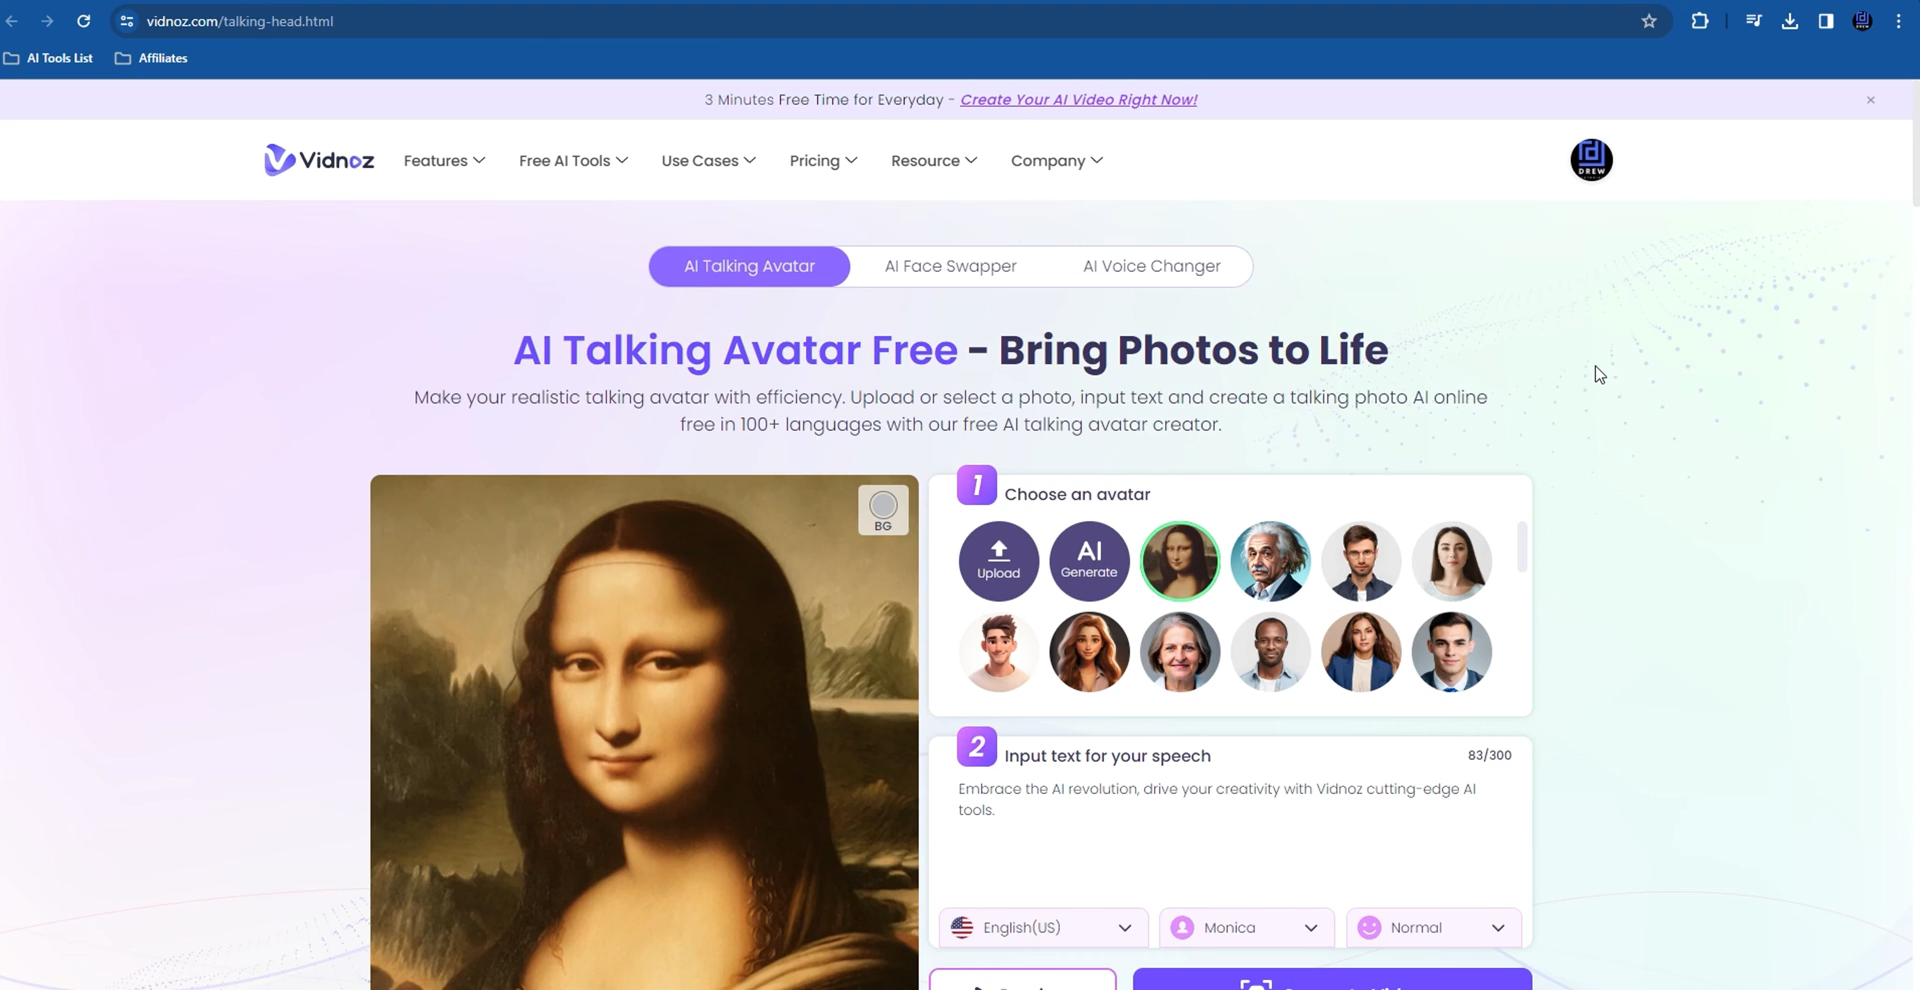 vidnoz.com/talking-head.html
AI Tools List
Affiliates
3 Minutes Free Time for Everyday - Create Your AI Video Right Now!
Vidnoz
Features
Free AI Tools
Use Cases
Pricing
Resource
Company
DREW
AI Talking Avatar
AI Face Swapper
AI Voice Changer
AI Talking Avatar Free - Bring Photos to Life
Make your realistic talking avatar with efficiency. Upload or select a photo, input text and create a talking photo AI online
free in 100+ languages with our free AI talking avatar creator.
BG
1 Choose an avatar
Upload
AI
Generate
2 Input text for your speech
83/300
Embrace the AI revolution, drive your creativity with Vidnoz cutting-edge AI
tools.
English(US)
Monica
Normal